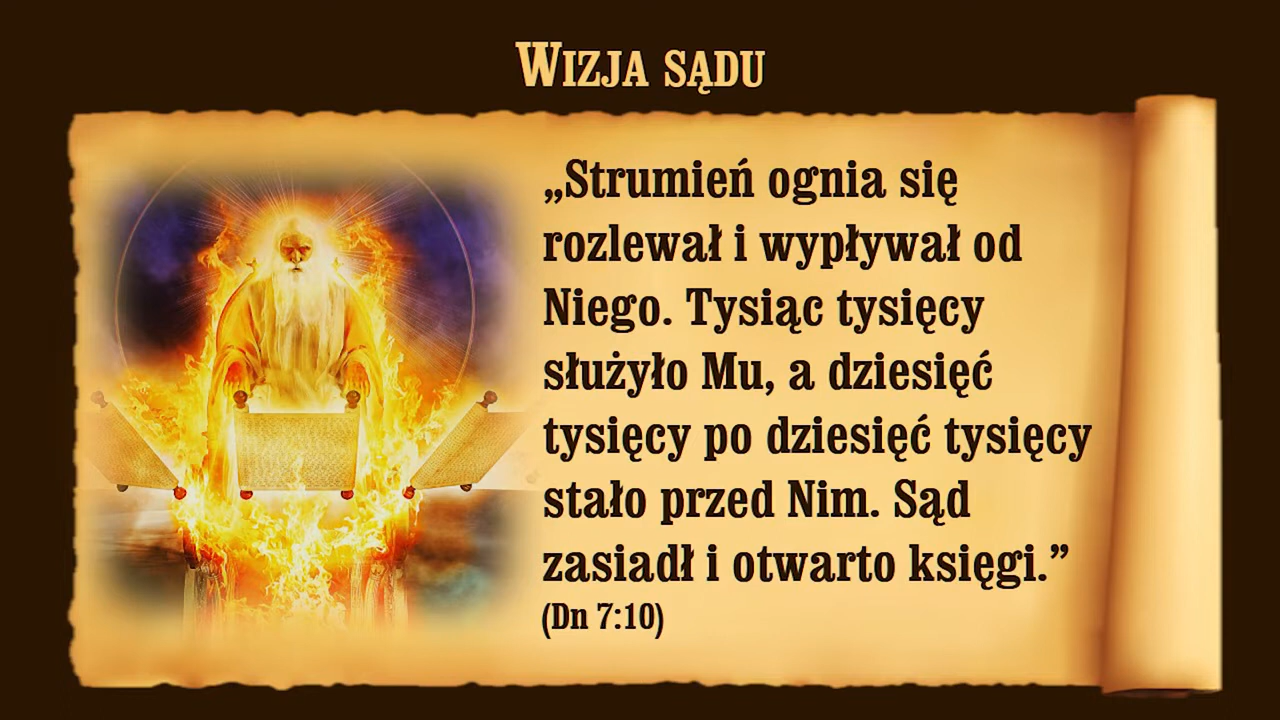 Wizja sądu
„Strumień ognia się
rozlewał i wypływał od
Niego. Tysiąc tysięcy
służyło Mu, a dziesięć
tysięcy po dziesięć tysięcy
stało przed Nim. Sąd
zasiadł i otwarto księgi.”
(Dn 7:10)